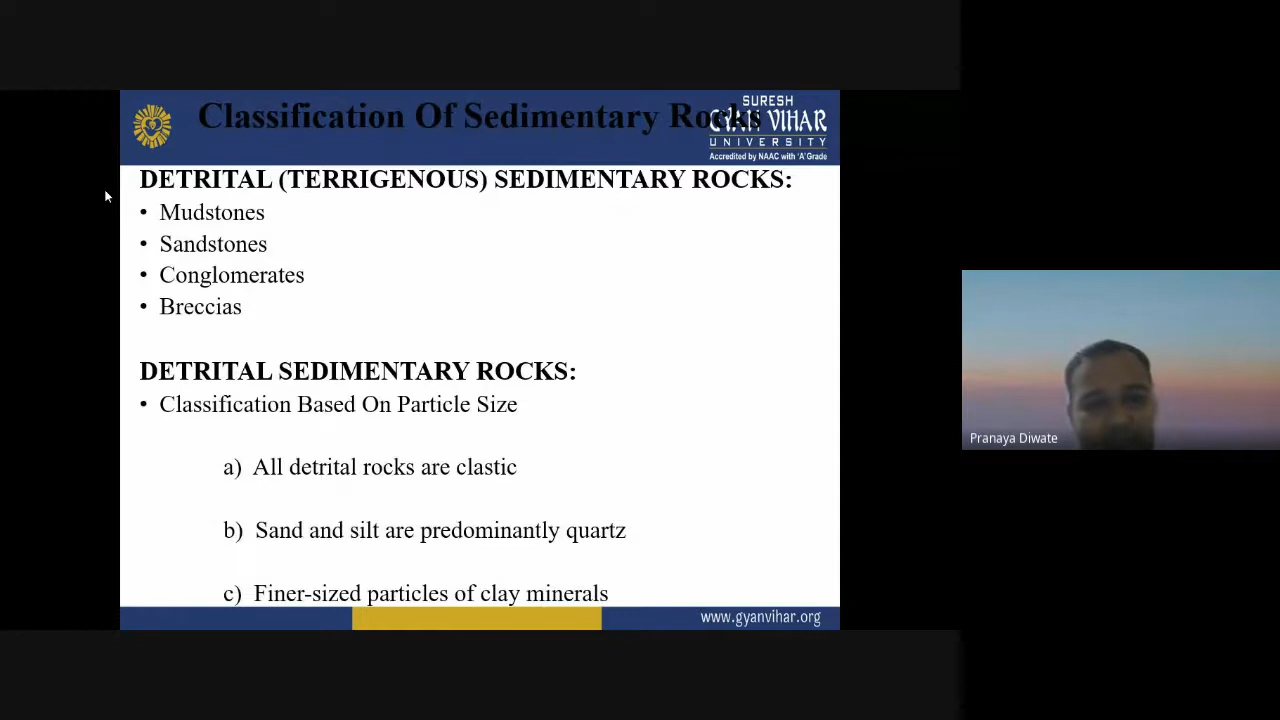 Classification Of Sedimentary Rocks
SURESH
GYAN VIHAR
UNIVERSITY
Accredited by NAAC with 'A' Grade
DETRITAL (TERRIGENOUS) SEDIMENTARY ROCKS:
• Mudstones
• Sandstones
• Conglomerates
• Breccias
DETRITAL SEDIMENTARY ROCKS:
• Classification Based On Particle Size
a) All detrital rocks are clastic
b) Sand and silt are predominantly quartz
c) Finer-sized particles of clay minerals
www.gyanvihar.org
Pranaya Diwate